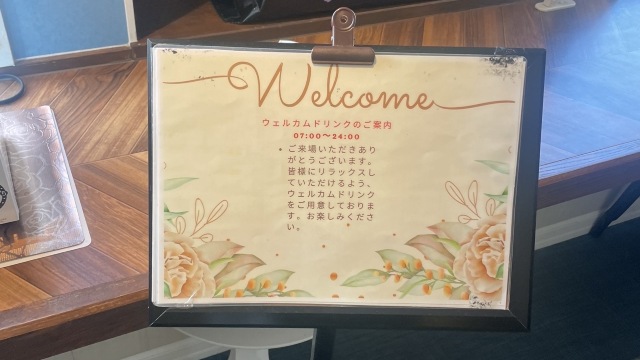 Welcome
ウェルカムドリンクのご案内
07:00〜24:00
• ご来場いただきあり
がとうございます。
皆様にリラックスし
ていただけるよう、
ウェルカムドリンク
をご用意しておりま
す。お楽しみくださ
い。